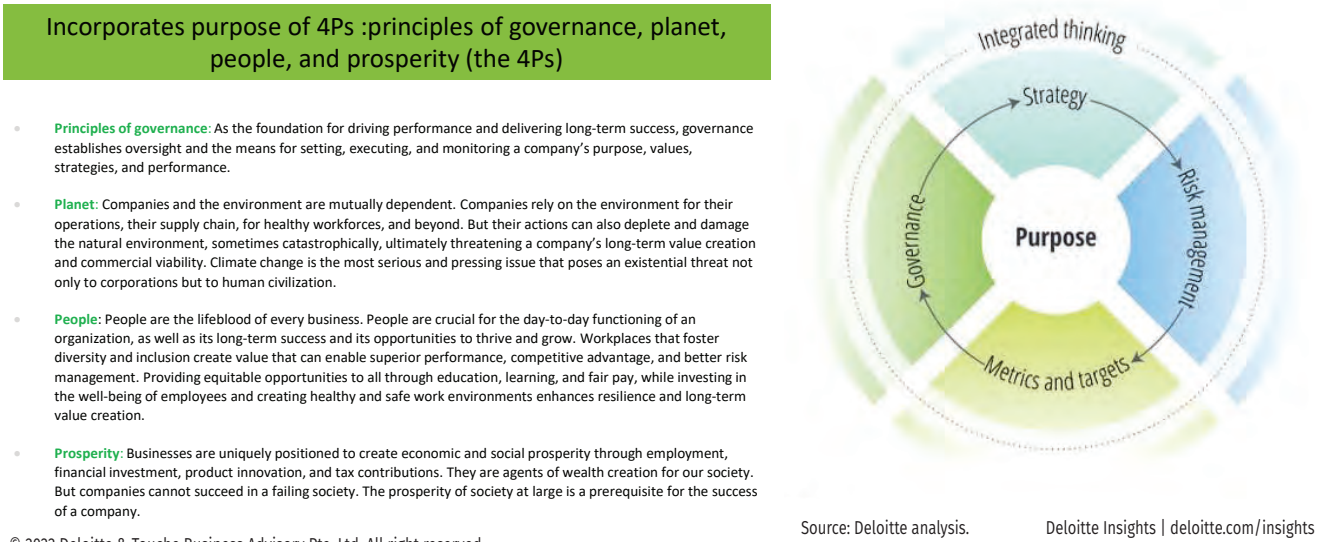 Incorporates purpose of 4Ps :principles of governance, planet,
people, and prosperity (the 4Ps)
Principles of governance: As the foundation for driving performance and delivering long-term success, governance
establishes oversight and the means for setting, executing, and monitoring a company's purpose, values,
strategies, and performance.
Planet: Companies and the environment are mutually dependent. Companies rely on the environment for their
operations, their supply chain, for healthy workforces, and beyond. But their actions can also deplete and damage
the natural environment, sometimes catastrophically, ultimately threatening a company's long-term value creation
and commercial viability. Climate change is the most serious and pressing issue that poses an existential threat not
only to corporations but to human civilization.
People: People are the lifeblood of every business. People are crucial for the day-to-day functioning of an
organization, as well as its long-term success and its opportunities to thrive and grow. Workplaces that foster
diversity and inclusion create value that can enable superior performance, competitive advantage, and better risk
management. Providing equitable opportunities to all through education, learning, and fair pay, while investing in
the well-being of employees and creating healthy and safe work environments enhances resilience and long-term
value creation.
Prosperity: Businesses are uniquely positioned to create economic and social prosperity through employment,
financial investment, product innovation, and tax contributions. They are agents of wealth creation for our society.
But companies cannot succeed in a failing society. The prosperity of society at large is a prerequisite for the success
of a company.
Integrated thinking
Strategy
Risk management
Metrics and targets
Governance
Purpose
Source: Deloitte analysis.
Deloitte Insights | deloitte.com/insights